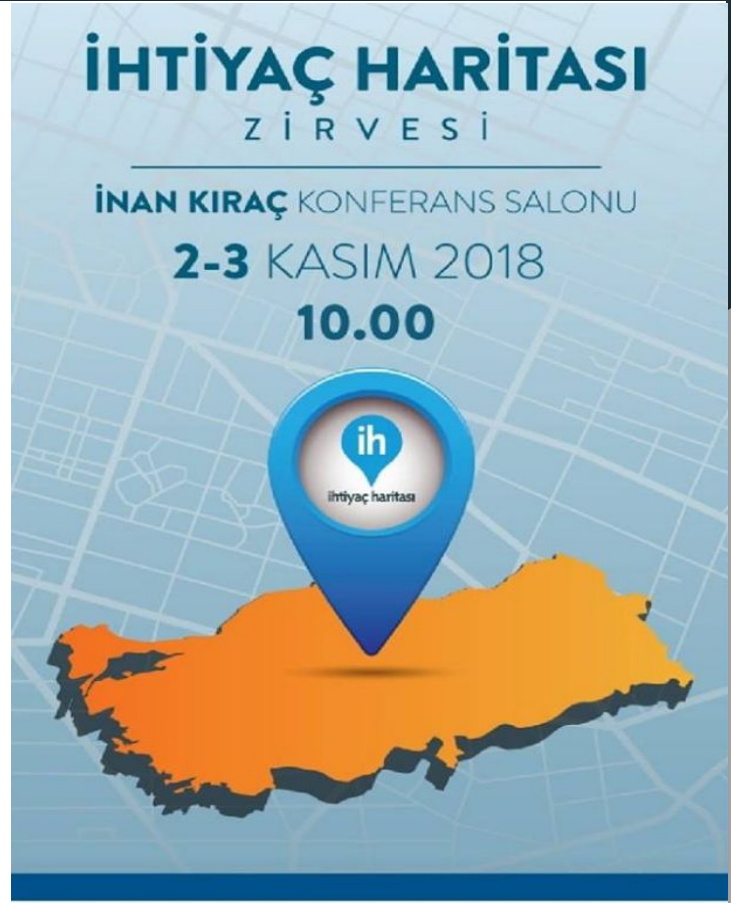 İHTİYAÇ HARİTASI
ZİRVESİ
İNAN KIRAÇ KONFERANS SALONU
2-3 KASIM 2018
10.00
ih
ihtiyaç haritası